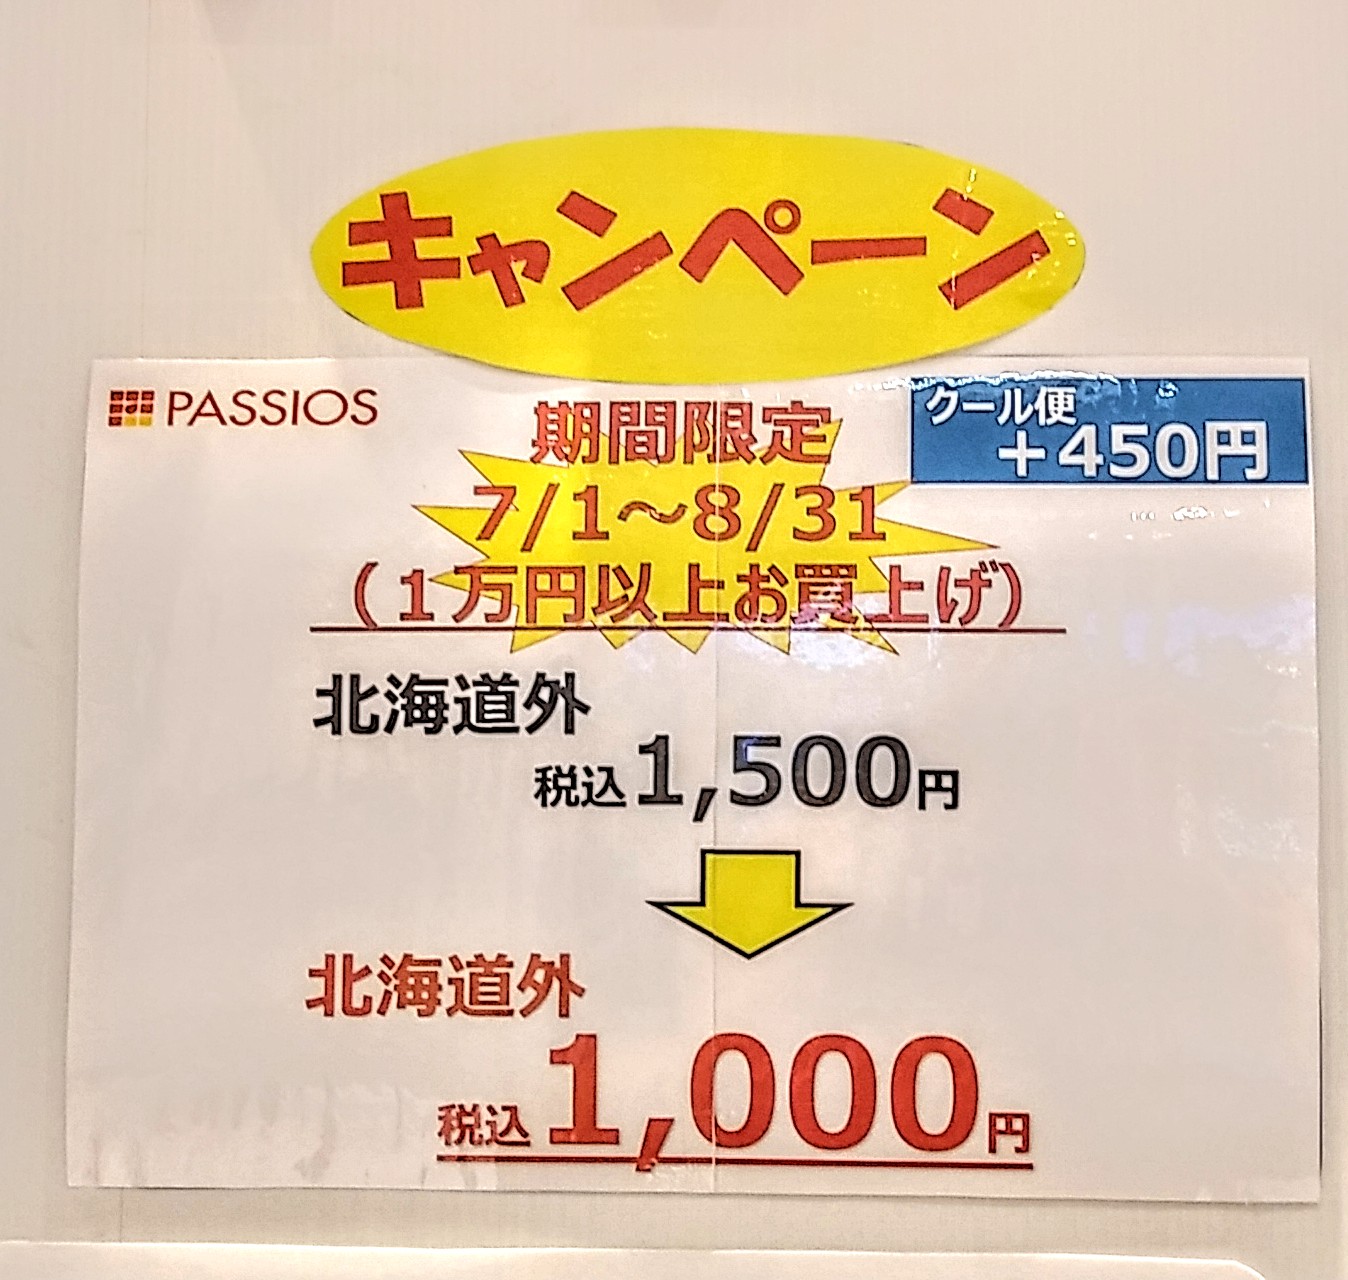 キャンペーン
PASSIOS
クール便
+450円
期間限定
7/1～8/31
（１万円以上お買上げ）
北海道外
税込1,500円
北海道外
税込1,000円